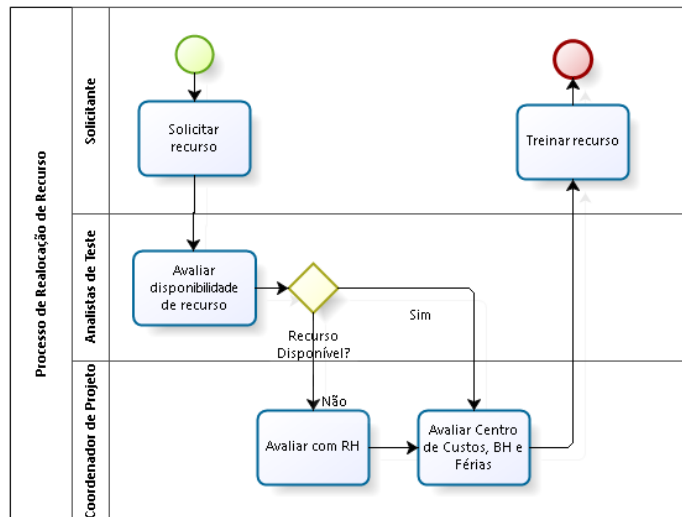 Processo de Realocação de Recurso
Solicitante
Solicitar
recurso
Treinar recurso
Analistas de Teste
Avaliar
disponibilidade
de recurso
Recurso
Disponível?
Sim
Coordenador de Projeto
Não
Avaliar com RH
Avaliar Centro
de Custos, BH e
Férias